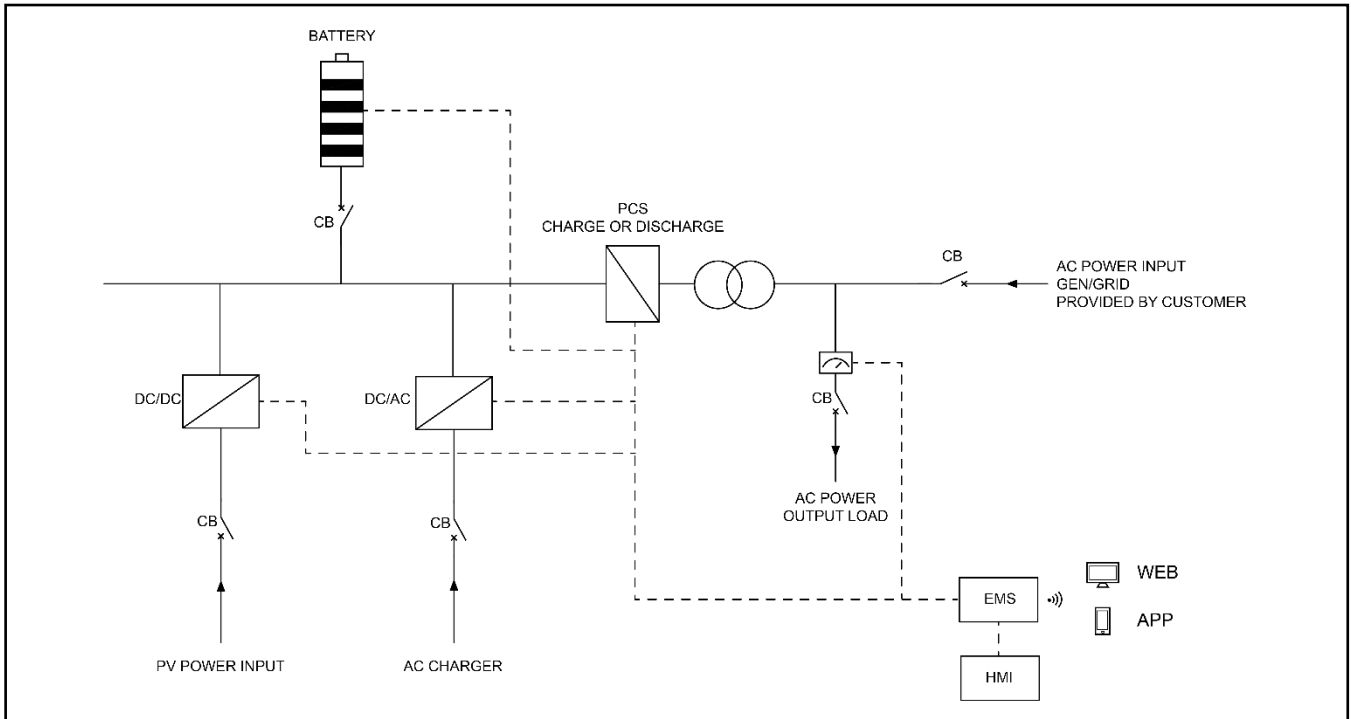 BATTERY
CB
PCS
CHARGE OR DISCHARGE
CB
AC POWER INPUT
GEN/GRID
PROVIDED BY CUSTOMER
DC/DC
DC/AC
CB
AC POWER
OUTPUT LOAD
CB
CB
PV POWER INPUT
AC CHARGER
EMS
WEB
APP
HMI